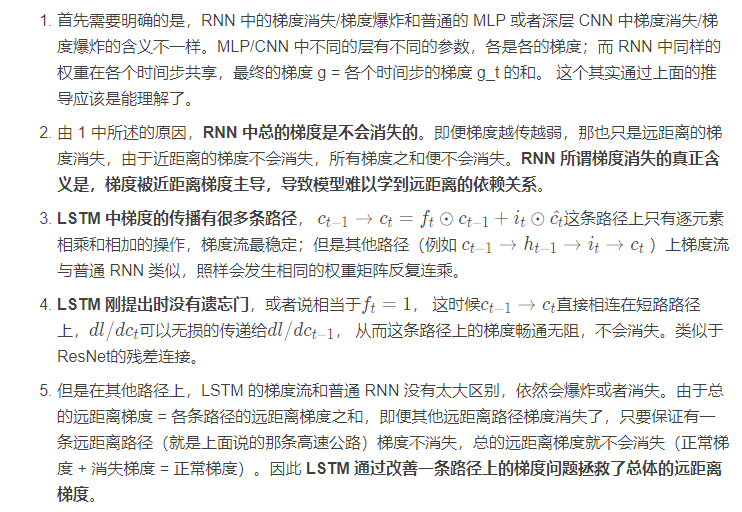 1. 首先需要明确的是，RNN 中的梯度消失/梯度爆炸和普通的 MLP 或者深层 CNN 中梯度消失/梯
度爆炸的含义不一样。MLP/CNN 中不同的层有不同的参数，各是各的梯度；而 RNN 中同样的
权重在各个时间步共享，最终的梯度 g = 各个时间步的梯度 g_t 的和。 这个其实通过上面的推
导应该是能理解了。
2. 由 1 中所述的原因，RNN 中总的梯度是不会消失的。即便梯度越传越弱，那也只是远距离的梯
度消失，由于近距离的梯度不会消失，所有梯度之和便不会消失。RNN 所谓梯度消失的真正含
义是，梯度被近距离梯度主导，导致模型难以学到远距离的依赖关系。
3. LSTM 中梯度的传播有很多条路径， c_{t-1} → c_t = f_t ⊙ c_{t-1} + i_t ⊙ ĉ_t这条路径上只有逐元素
相乘和相加的操作，梯度流最稳定；但是其他路径（例如 c_{t-1} → h_{t-1} → i_t → c_t ）上梯度流
与普通 RNN 类似，照样会发生相同的权重矩阵反复连乘。
4. LSTM 刚提出时没有遗忘门，或者说相当于f_t = 1， 这时候c_{t-1} → c_t直接相连在短路路径
上，dl/dc_t可以无损的传递给dl/dc_{t-1}， 从而这条路径上的梯度畅通无阻，不会消失。类似于
ResNet的残差连接。
5. 但是在其他路径上，LSTM 的梯度流和普通 RNN 没有太大区别，依然会爆炸或者消失。由于总
的远距离梯度 = 各条路径的远距离梯度之和，即便其他远距离路径梯度消失了，只要保证有一
条远距离路径（就是上面说的那条高速公路）梯度不消失，总的远距离梯度就不会消失（正常梯
度 + 消失梯度 = 正常梯度）。因此 LSTM 通过改善一条路径上的梯度问题拯救了总体的远距离
梯度。